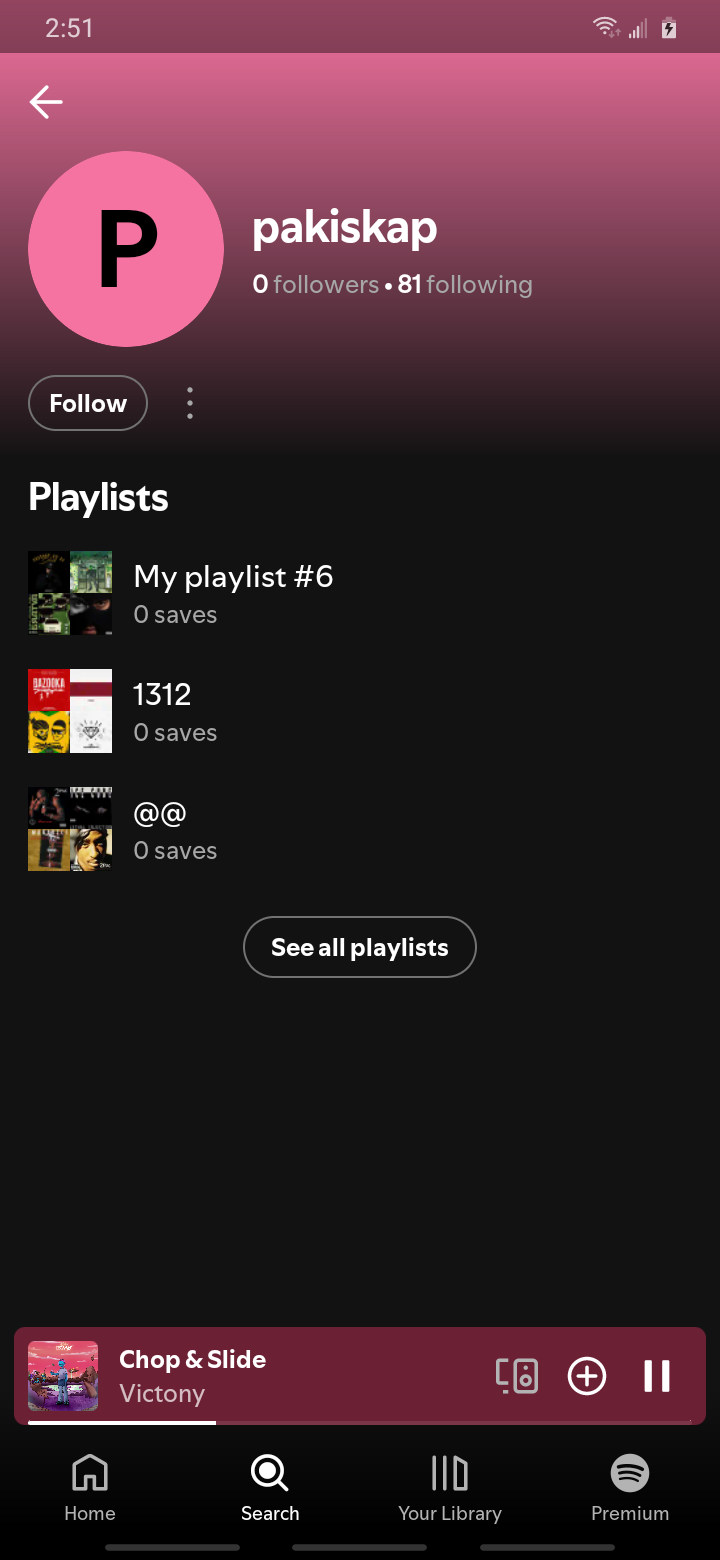 2:51
P
pakiskap
0 followers • 81 following
Follow
Playlists
My playlist #6
0 saves
1312
0 saves
BAZOOKA
@@
0 saves
See all playlists
Chop & Slide
Victony
Home
Search
Your Library
Premium